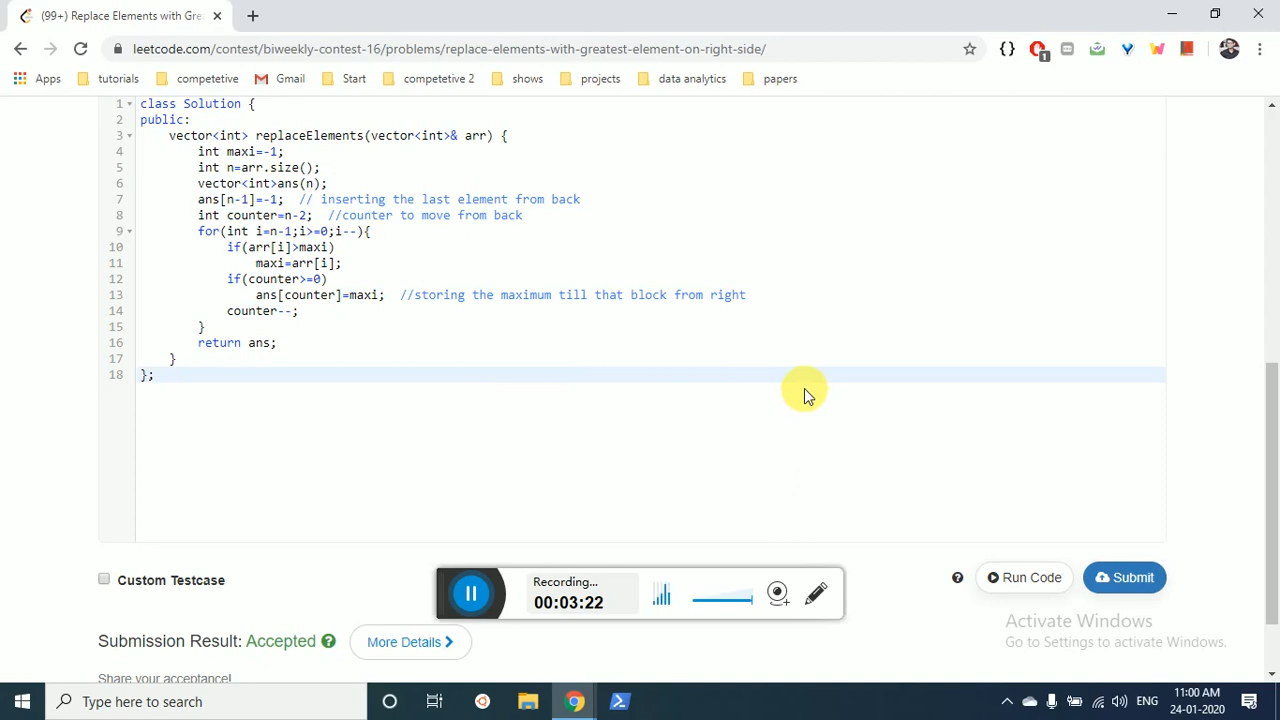 (99+) Replace Elements with Gre
leetcode.com/contest/biweekly-contest-16/problems/replace-elements-with-greatest-element-on-right-side/
1
Apps tutorials competetive Gmail Start competetive 2 shows projects data analytics papers
1 class Solution {
2 public:
3 vector<int> replaceElements(vector<int>& arr) {
4 int maxi=-1;
5 int n=arr.size();
6 vector<int>ans(n);
7 ans[n-1]=-1; // inserting the last element from back
8 int counter=n-2; //counter to move from back
9 for(int i=n-1;i>=0;i--){
10 if(arr[i]>maxi)
11 maxi=arr[i];
12 if(counter>=0)
13 ans[counter]=maxi; //storing the maximum till that block from right
14 counter--;
15 }
16 return ans;
17 }
18 };
Custom Testcase
Run Code Submit
Recording...
00:03:22
Activate Windows
Go to Settings to activate Windows.
Submission Result: Accepted More Details
Share your acceptance!
Type here to search
ENG
11:00 AM
24-01-2020